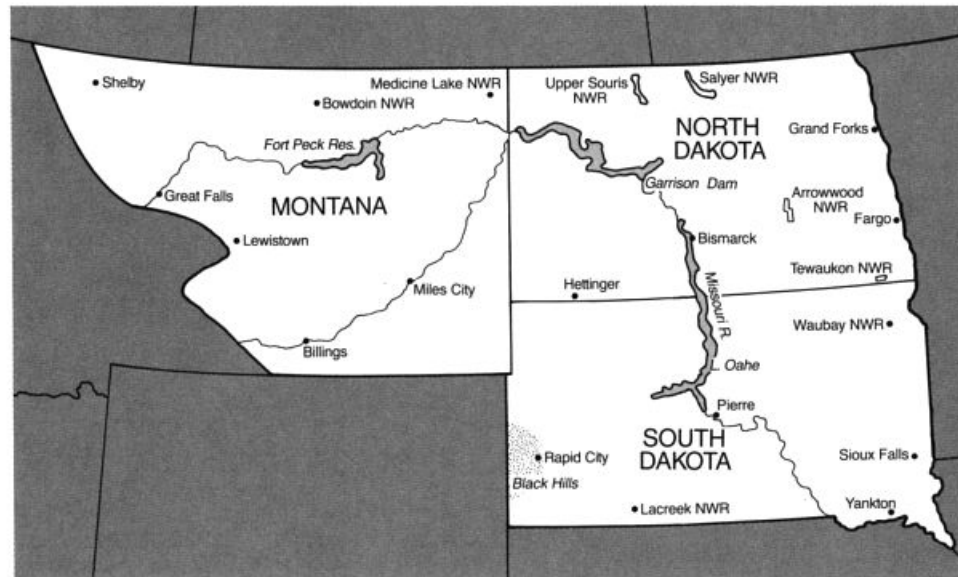 Shelby
Medicine Lake NWR
Bowdoin NWR
Fort Peck Res.
Great Falls
MONTANA
Lewistown
Miles City
Billings
Upper Souris
NWR
Salyer NWR
NORTH
DAKOTA
Grand Forks
Garrison Dam
Arrowwood
NWR
Fargo
Bismarck
Tewaukon NWR
Hettinger
Missouri R.
Waubay NWR
L. Oahe
Pierre
SOUTH
DAKOTA
Rapid City
Black Hills
Sioux Falls
Lacreek NWR
Yankton